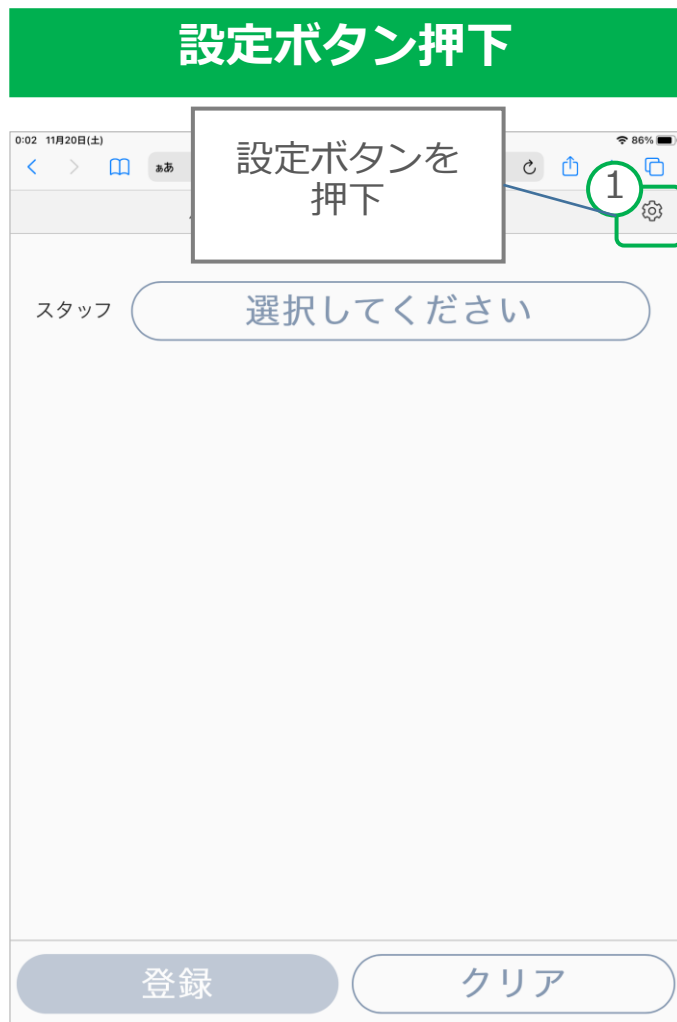 設定ボタン押下
0:02 11月20日(土)
86%
ぁあ
設定ボタンを
押下
1
スタッフ
選択してください
登録
クリア